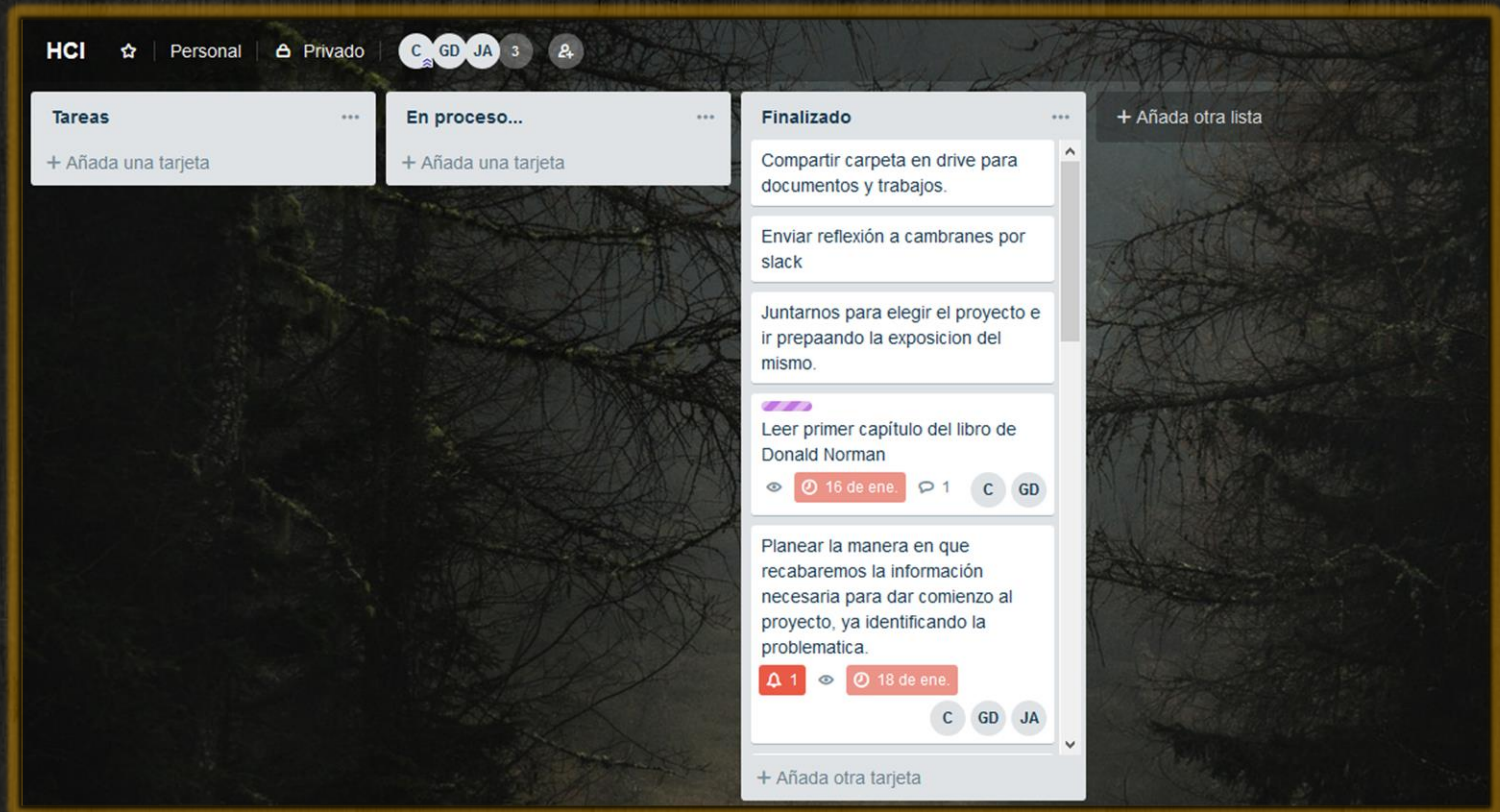 HCI Personal Privado C GD JA 3
Tareas
+ Añada una tarjeta
En proceso...
+ Añada una tarjeta
Finalizado
Compartir carpeta en drive para
documentos y trabajos.
Enviar reflexión a cambranes por
slack
Juntarnos para elegir el proyecto e
ir prepaando la exposicion del
mismo.
Leer primer capítulo del libro de
Donald Norman
16 de ene. 1 C GD
Planear la manera en que
recabaremos la información
necesaria para dar comienzo al
proyecto, ya identificando la
problematica.
1 18 de ene.
C GD JA
+ Añada otra tarjeta
+ Añada otra lista